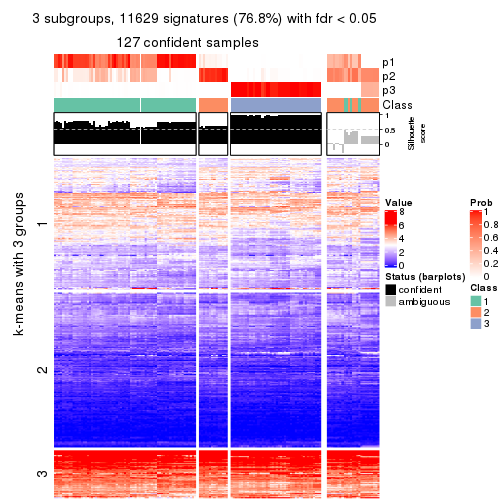 3 subgroups, 11629 signatures (76.8%) with fdr < 0.05
127 confident samples
p1
p2
p3
Class
1
0.5
0
Silhouette
score
k-means with 3 groups
1
2
3
Value
8
6
4
2
0
Status (barplots)
confident
ambiguous
Prob
1
0.8
0.6
0.4
0.2
0
Class
1
2
3